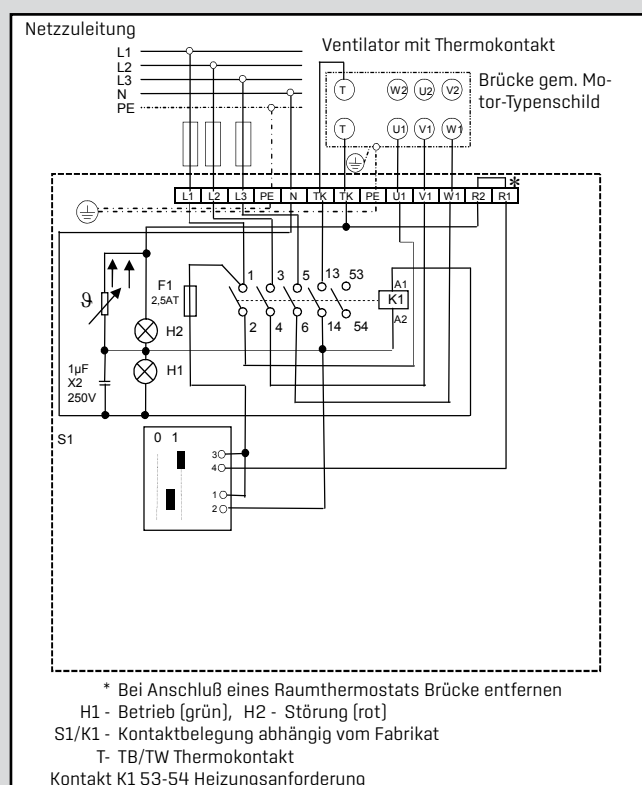 Netzzuleitung
L1
L2
L3
N
PE
Ventilator mit Thermokontakt
Brücke gem. Mo-
tor-Typenschild
T W2 U2 V2
T U1 V1 W1
L1 L2 L3 PE N TK TK PE U1 V1 W1 R2 R1 *
ϑ
F1
2,5AT
1 3 5 13 53
2 4 6 14 54
A1
K1
A2
H2
H1
1µF
X2
250V
S1
0 1
3
4
1
2
* Bei Anschluß eines Raumthermostats Brücke entfernen
H1 - Betrieb (grün), H2 - Störung (rot)
S1/K1 - Kontaktbelegung abhängig vom Fabrikat
T- TB/TW Thermokontakt
Kontakt K1 53-54 Heizungsanforderung